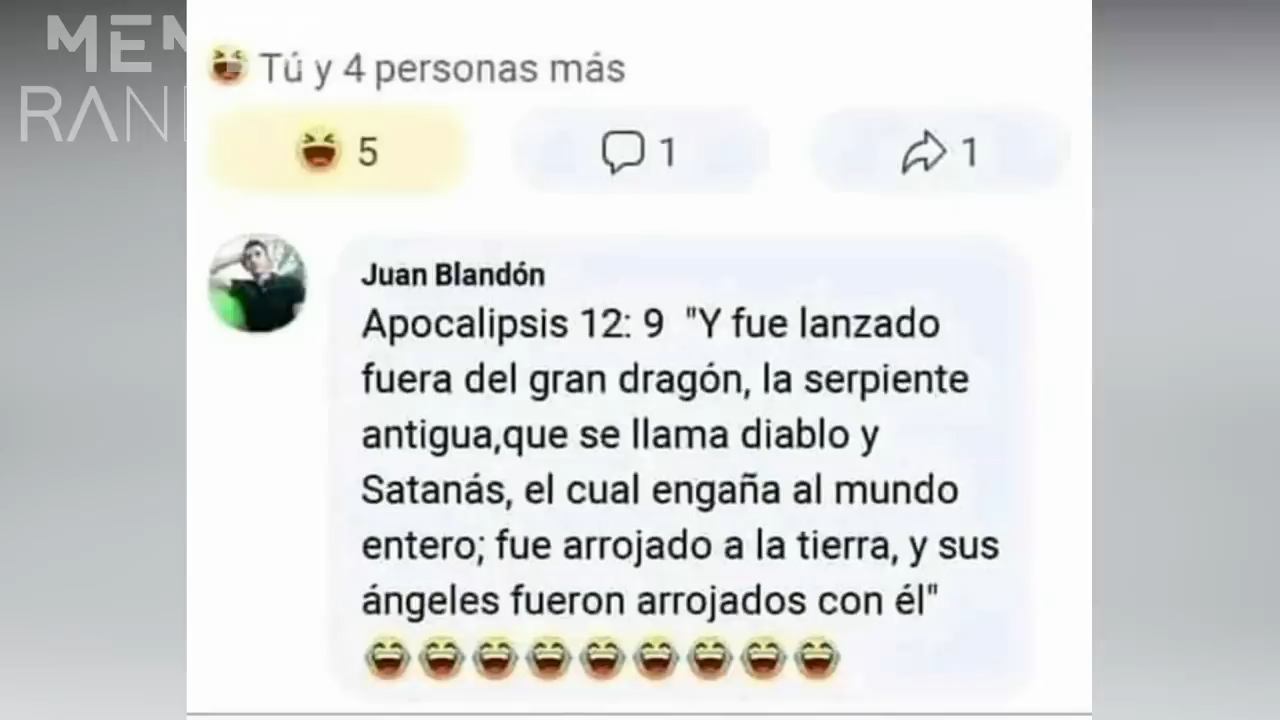 Tú y 4 personas más
5 1 1
Juan Blandón
Apocalipsis 12: 9 "Y fue lanzado
fuera del gran dragón, la serpiente
antigua,que se llama diablo y
Satanás, el cual engaña al mundo
entero; fue arrojado a la tierra, y sus
ángeles fueron arrojados con él"